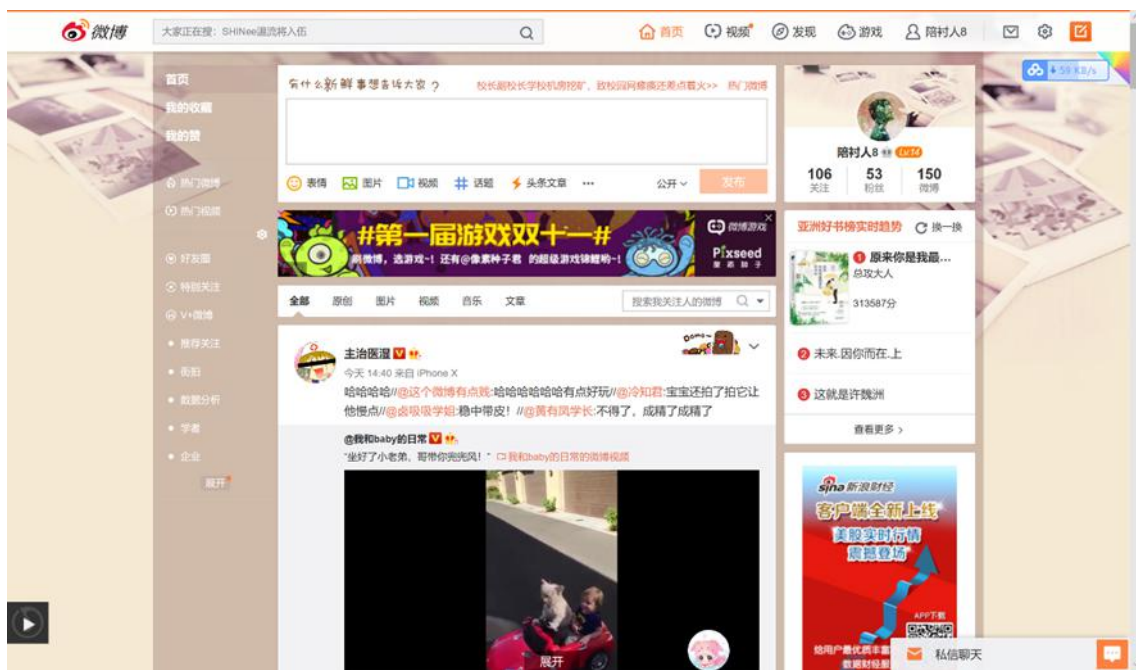 微博
大家正在搜：SHINee温流将入伍
首页
视频
发现
游戏
陪衬人8
59 KB/s
首页
我的收藏
我的赞
热门微博
热门视频
好友圈
特别关注
V+微博
推荐关注
街拍
数据分析
学者
企业
展开
有什么新鲜事想告诉大家？
校长副校长学校机房挖矿，致校园网瘫痪还差点着火>> 热门微博
表情 图片 视频 话题 头条文章 ··· 公开 发布
#第一届游戏双十一#
刷微博，选游戏~！还有@像素种子君 的超级游戏锦鲤哟~！
微博游戏
Pixseed
像素种子
全部 原创 图片 视频 音乐 文章
搜索我关注人的微博
主治医湿
今天 14:40 来自 iPhone X
哈哈哈哈//@这个微博有点贱:哈哈哈哈哈哈有点好玩//@冷知君:宝宝还拍了拍它让
他慢点//@卤吸吸学姐:稳中带皮！//@黄有凤学长:不得了，成精了成精了
@我和baby的日常
“坐好了小老弟，哥带你兜兜风！” 我和baby的日常的微博视频
展开
陪衬人8 Lv14
106 53 150
关注 粉丝 微博
亚洲好书榜实时趋势 换一换
1 原来你是我最...
总攻大人
313587分
2 未来.因你而在.上
3 这就是许魏洲
查看更多 >
sina 新浪财经
客户端全新上线
美股实时行情
震撼登场
APP下载
给用户最优质丰富
数据财经服
私信聊天